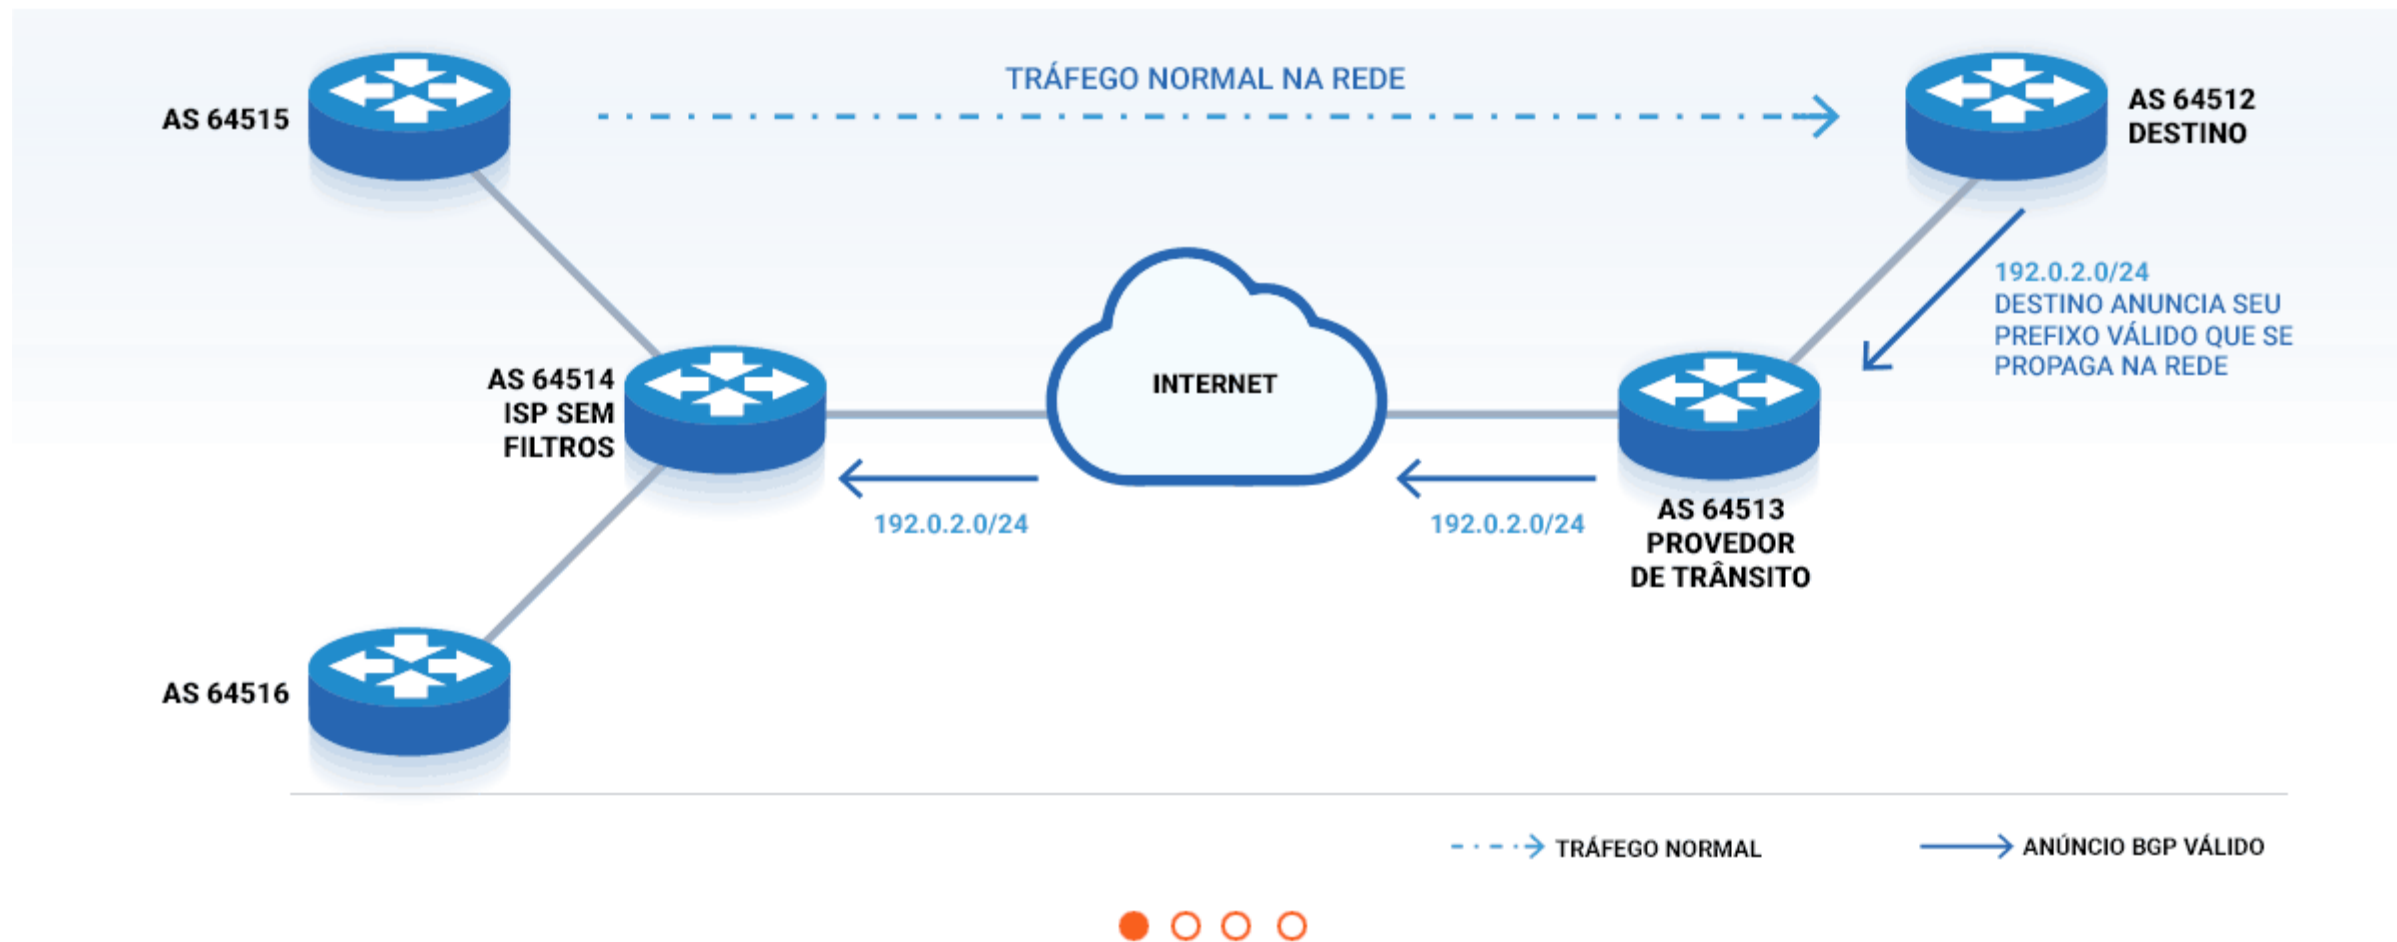 TRÁFEGO NORMAL NA REDE
AS 64515
AS 64512
DESTINO
192.0.2.0/24
DESTINO ANUNCIA SEU
PREFIXO VÁLIDO QUE SE
PROPAGA NA REDE
AS 64514
ISP SEM
FILTROS
INTERNET
192.0.2.0/24
192.0.2.0/24
AS 64513
PROVEDOR
DE TRÂNSITO
AS 64516
TRÁFEGO NORMAL
ANÚNCIO BGP VÁLIDO